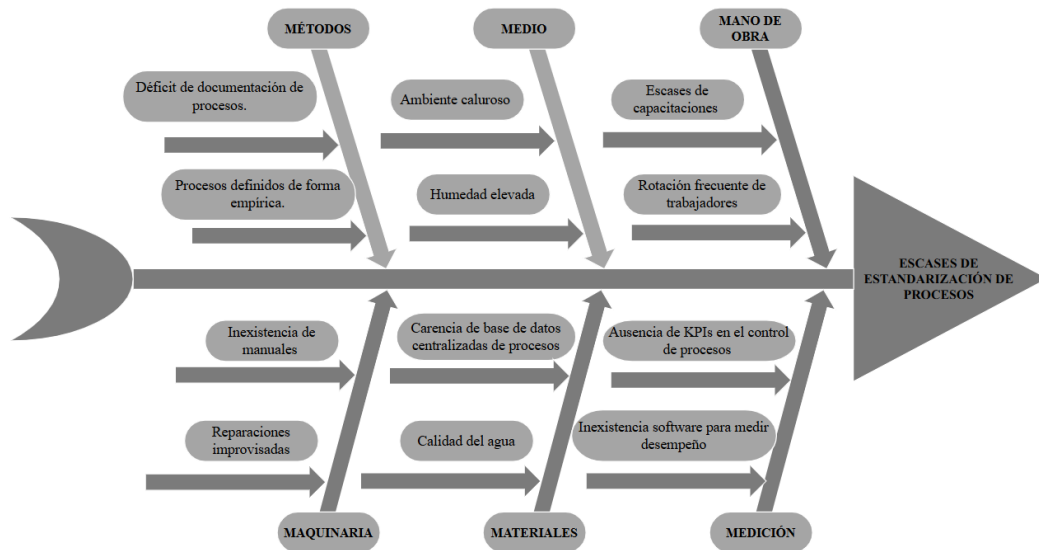 MÉTODOS
MEDIO
MANO DE
OBRA
Déficit de documentación de
procesos.
Ambiente caluroso
Escases de
capacitaciones
Procesos definidos de forma
empírica.
Humedad elevada
Rotación frecuente de
trabajadores
ESCASES DE
ESTANDARIZACIÓN DE
PROCESOS
Inexistencia de
manuales
Carencia de base de datos
centralizadas de procesos
Ausencia de KPIs en el control
de procesos
Reparaciones
improvisadas
Calidad del agua
Inexistencia software para medir
desempeño
MAQUINARIA
MATERIALES
MEDICIÓN